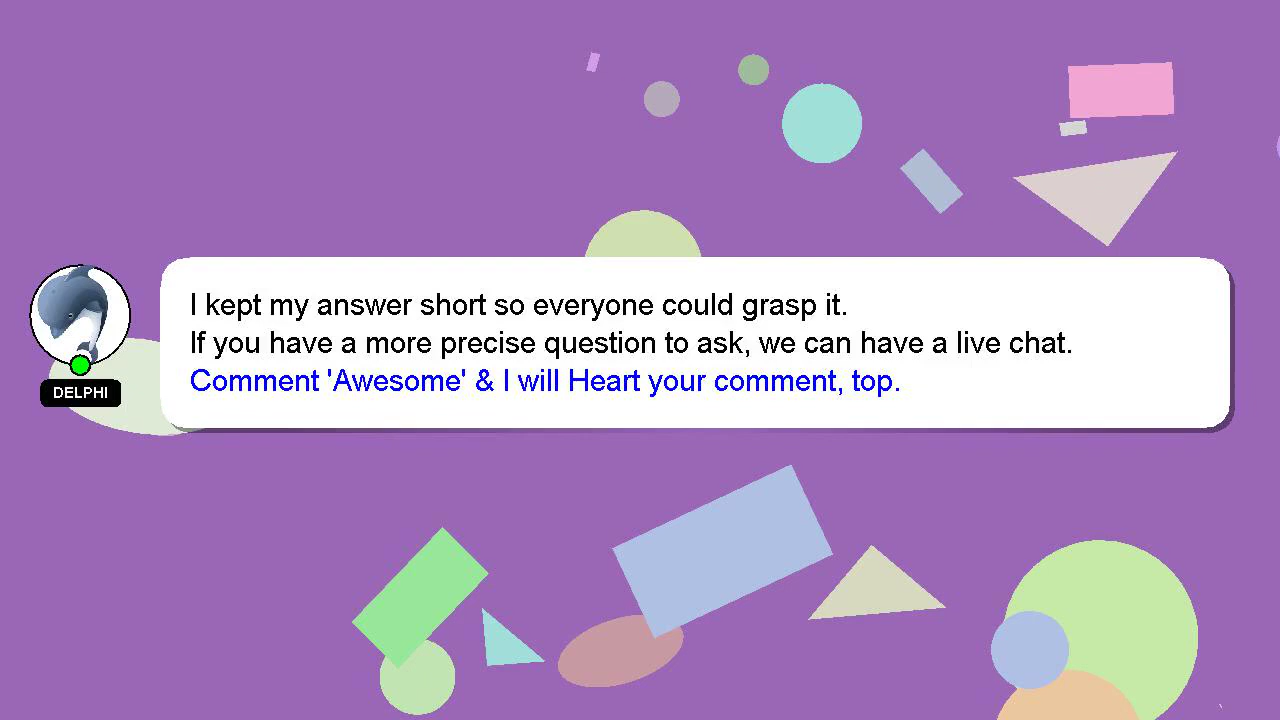 I kept my answer short so everyone could grasp it.
If you have a more precise question to ask, we can have a live chat.
Comment 'Awesome' & I will Heart your comment, top.
DELPHI